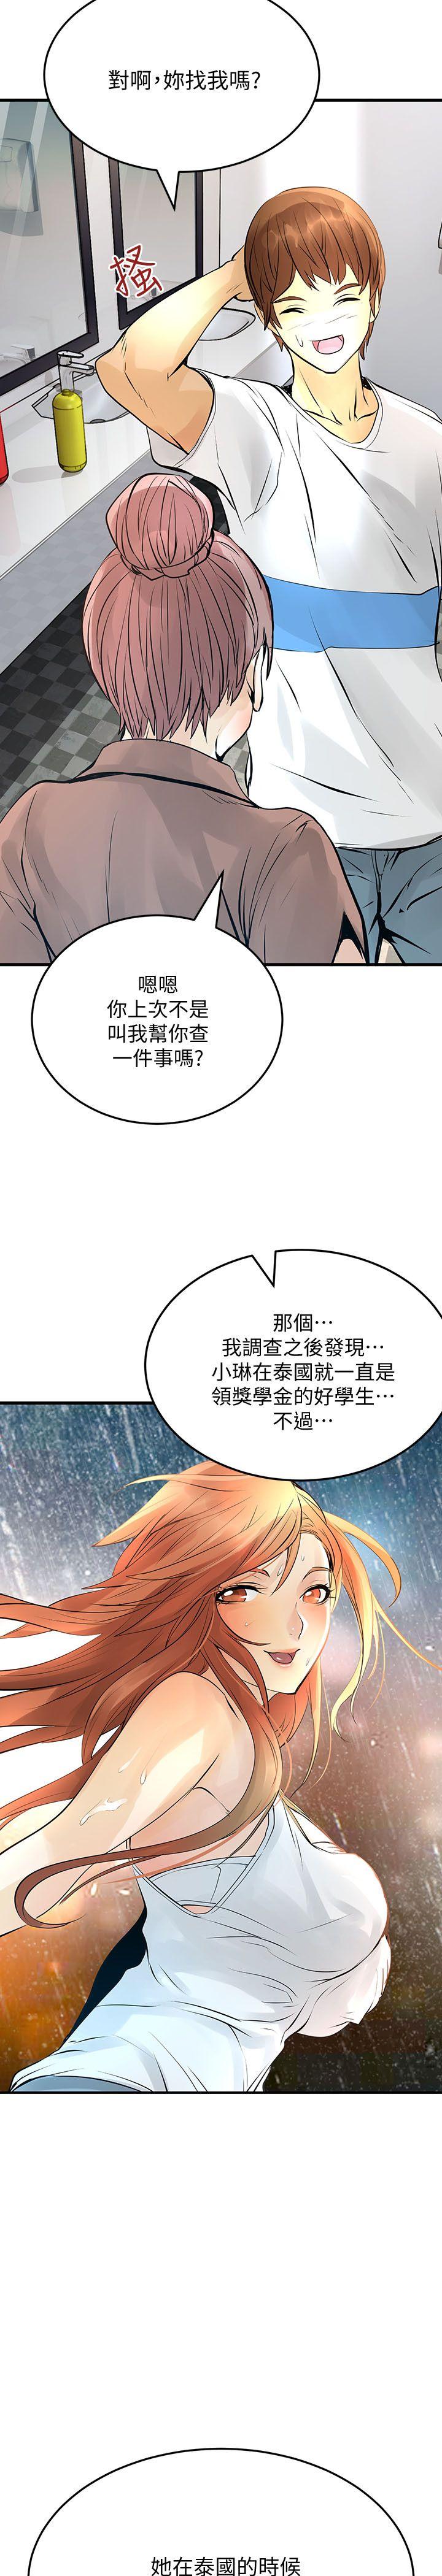 對啊，妳找我嗎?
搔
嗯嗯
你上次不是
叫我幫你查
一件事嗎?
那個…
我調查之後發現…
小琳在泰國就一直是
領獎學金的好學生…
不過…
她在泰國的時候